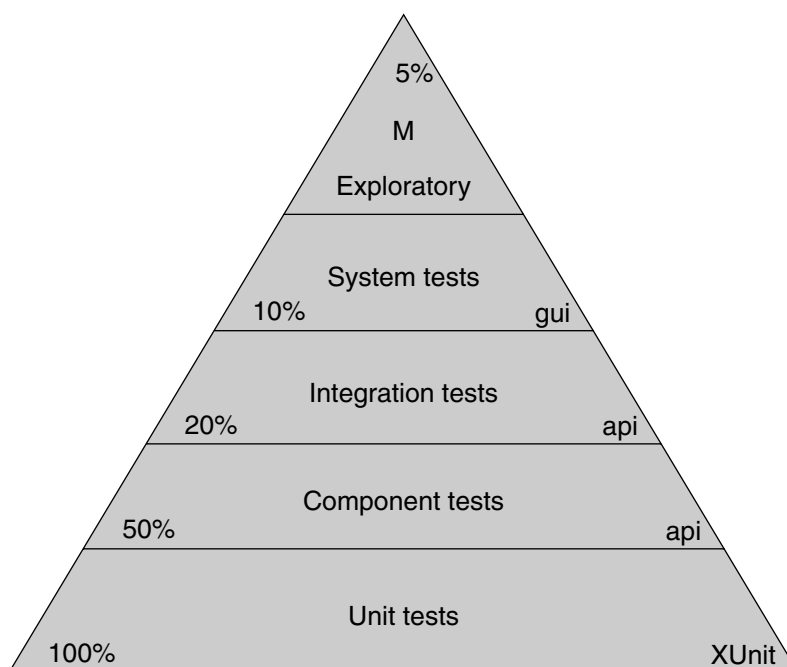 5%
M
Exploratory
System tests
10% gui
Integration tests
20% api
Component tests
50% api
Unit tests
100% XUnit